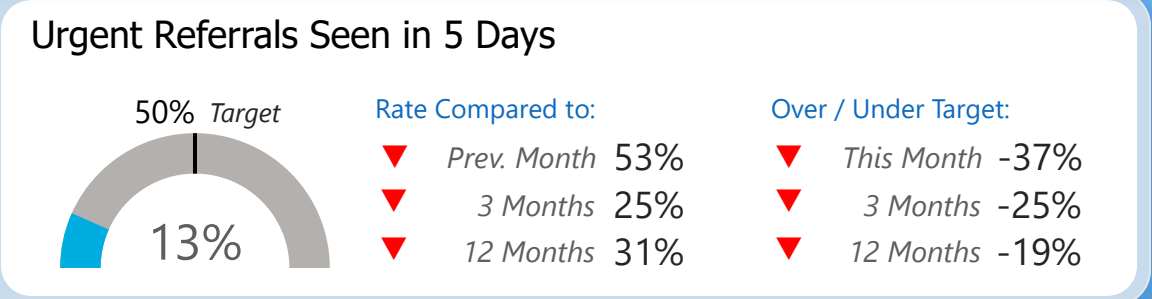 Urgent Referrals Seen in 5 Days
50% Target
13%
Rate Compared to:
Prev. Month 53%
3 Months 25%
12 Months 31%
Over / Under Target:
This Month -37%
3 Months -25%
12 Months -19%